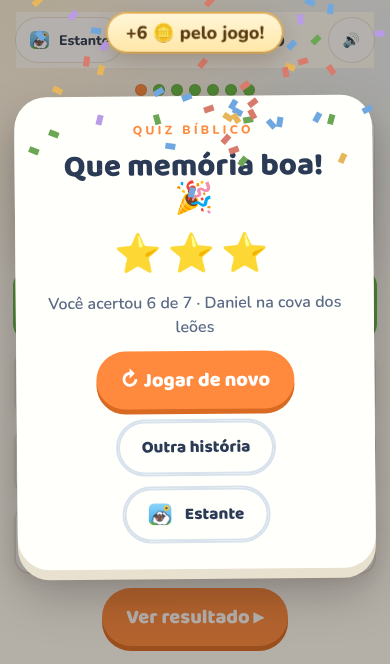 +6 🪙 pelo jogo!
Estante
QUIZ BÍBLICO
Que memória boa!
🎉
Você acertou 6 de 7 · Daniel na cova dos
leões
↻ Jogar de novo
Outra história
Estante
Ver resultado ▸